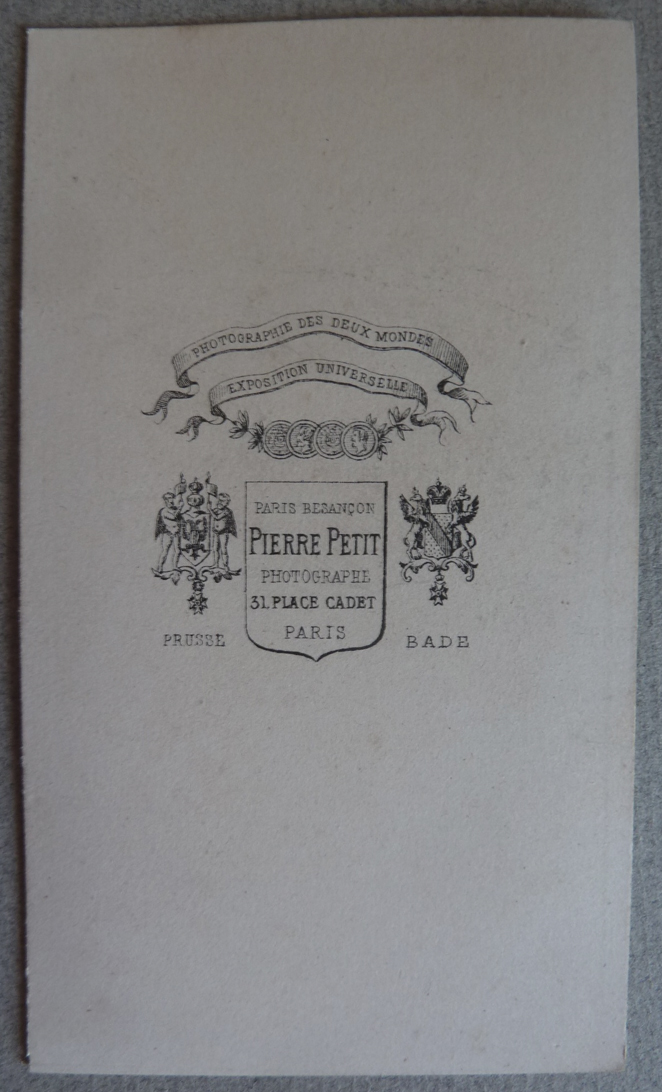 PHOTOGRAPHIE DES DEUX MONDES
EXPOSITION UNIVERSELLE
PARIS BESANÇON
PIERRE PETIT
PHOTOGRAPHE
31. PLACE CADET
PARIS
PRUSSE
BADE